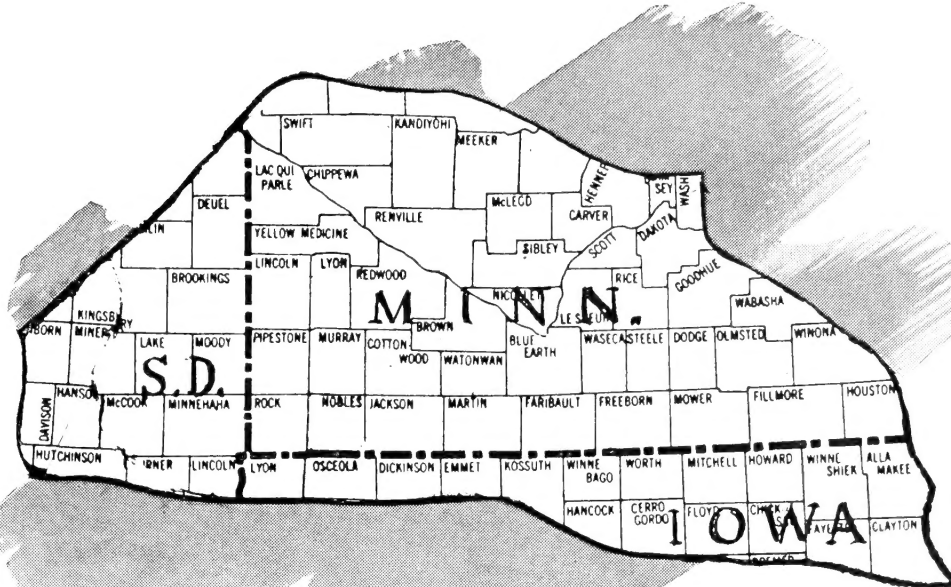 SWIFT
KANDIYOHI
MEEKER
LAC QUI
PARLE
CHIPPEWA
SEY
WASH
DEUEL
McLEOD
CARVER
RENVILLE
YELLOW MEDICINE
SIBLEY
SCOTT
DAKOTA
LINCOLN
LYON
REDWOOD
BROOKINGS
RICE
GOODHUE
NICOLLET
M I N N.
LE SUEUR
WABASHA
KINGSBURY
MINER
BROWN
LAKE
MOODY
PIPESTONE
MURRAY
COTTON
WOOD
WATONWAN
BLUE
EARTH
WASECA
STEELE
DODGE
OLMSTED
WINONA
S.D.
DAVISON
HANSON
McCOOK
MINNEHAHA
ROCK
NOBLES
JACKSON
MARTIN
FARIBAULT
FREEBORN
MOWER
FILLMORE
HOUSTON
HUTCHINSON
LINCOLN
LYON
OSCEOLA
DICKINSON
EMMET
KOSSUTH
WINNE
BAGO
WORTH
MITCHELL
HOWARD
WINNE
SHIEK
ALLA
MAKEE
HANCOCK
CERRO
GORDO
FLOYD
IOWA
CLAYTON